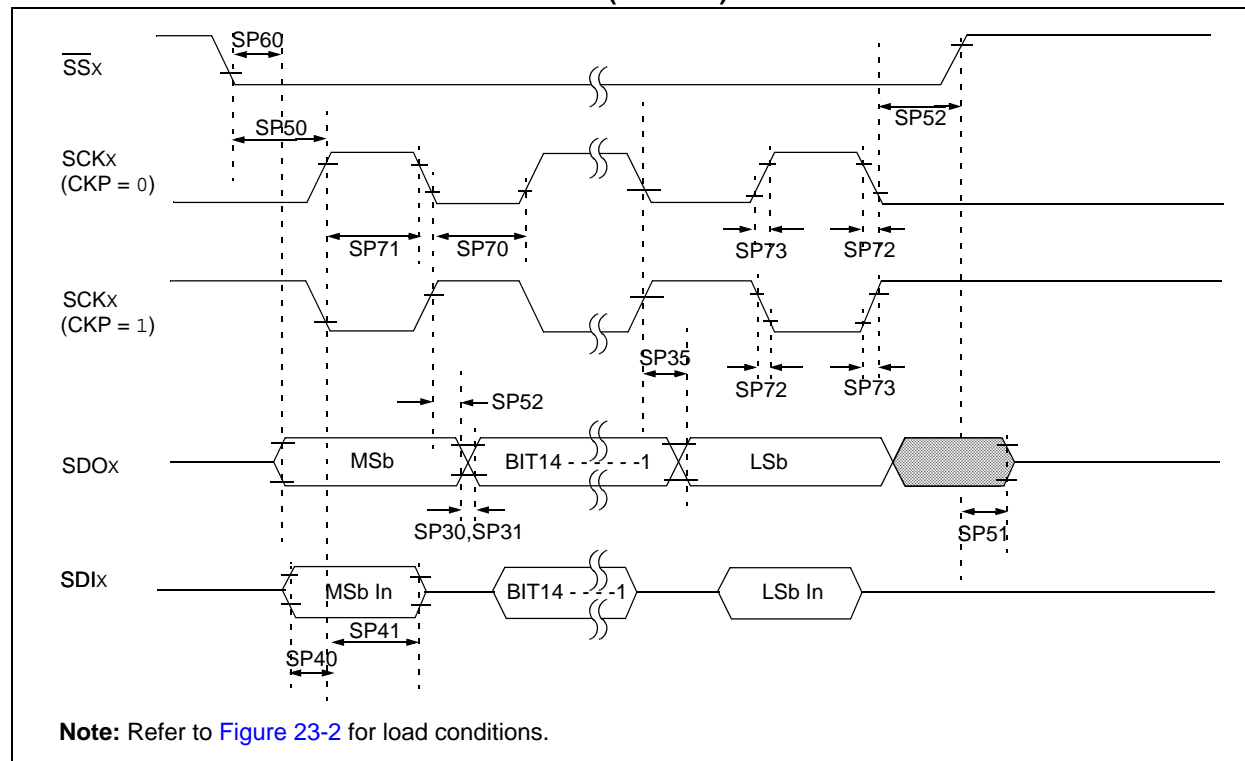 SP60
SSX
SP50
SP52
SCKX
(CKP = 0)
SP71
SP70
SP73
SP72
SCKX
(CKP = 1)
SP35
SP72
SP73
SP52
SDOX
MSb
BIT14 - - - - - -1
LSb
SP30,SP31
SP51
SDIX
MSb In
BIT14 - - - -1
LSb In
SP41
SP40
Note: Refer to Figure 23-2 for load conditions.